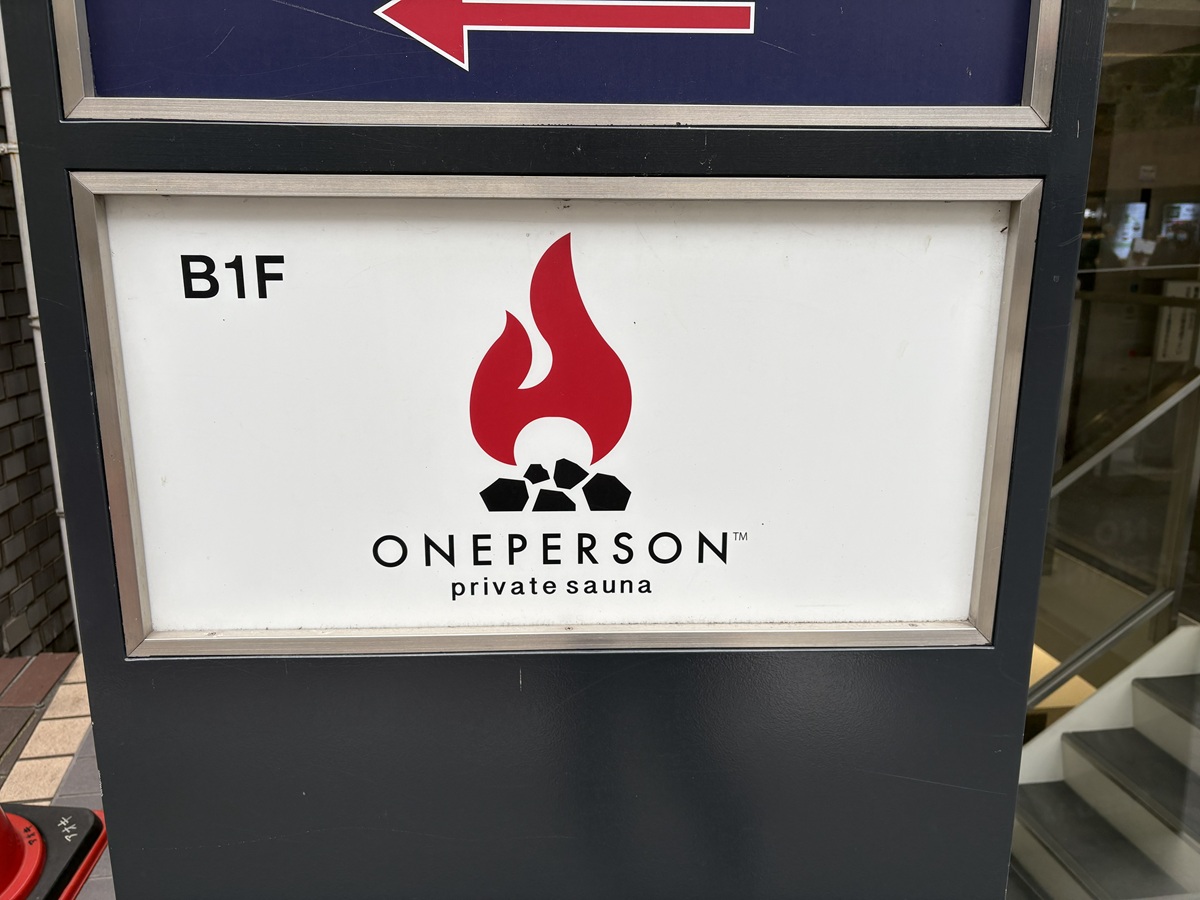 B1F
ONEPERSON™
private sauna